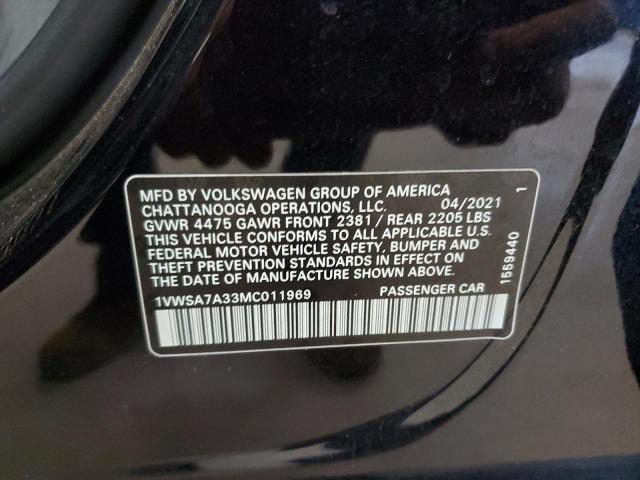 MFD BY VOLKSWAGEN GROUP OF AMERICA
CHATTANOOGA OPERATIONS, LLC. 04/2021
GVWR 4475 GAWR FRONT 2381 / REAR 2205 LBS
THIS VEHICLE CONFORMS TO ALL APPLICABLE U.S.
FEDERAL MOTOR VEHICLE SAFETY, BUMPER AND
THEFT PREVENTION STANDARDS IN EFFECT ON
THE DATE OF MANUFACTURE SHOWN ABOVE.
1VWSA7A33MC011969 PASSENGER CAR
1559440 1